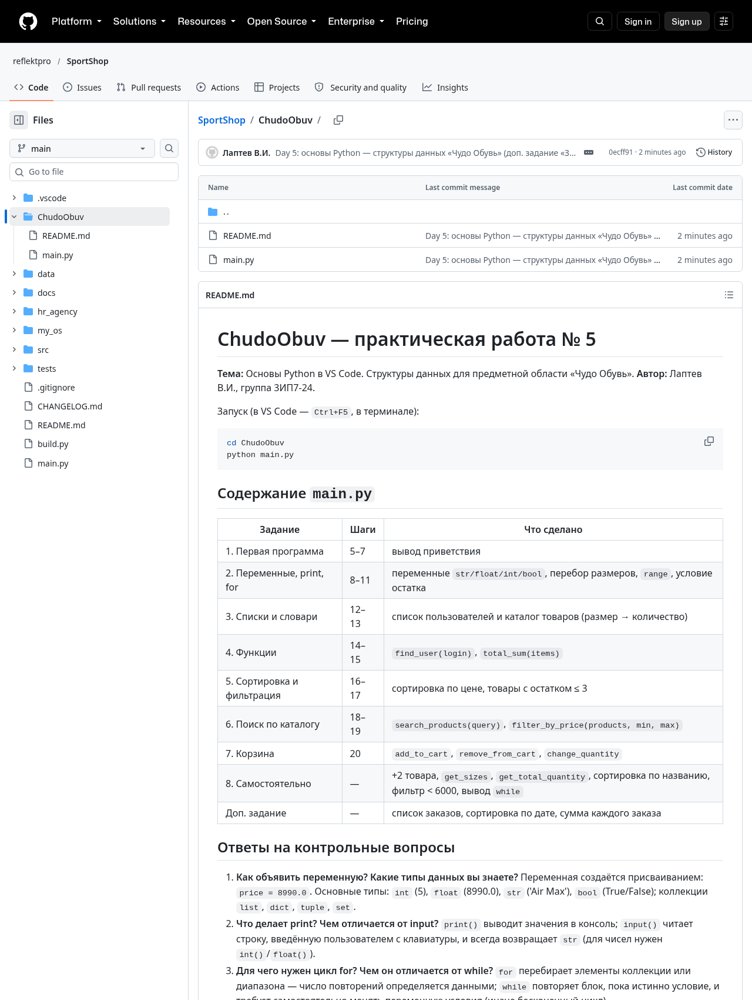 Platform Solutions Resources Open Source Enterprise Pricing Sign in Sign up
reflektpro / SportShop
Code Issues Pull requests Actions Projects Security and quality Insights
Files
main
Go to file
.vscode
ChudoObuv
README.md
main.py
data
docs
hr_agency
my_os
src
tests
.gitignore
CHANGELOG.md
README.md
build.py
main.py
SportShop / ChudoObuv /
Лаптев В.И. Day 5: основы Python — структуры данных «Чудо Обувь» (доп. задание «З... 0ecff91 · 2 minutes ago History
Name Last commit message Last commit date
..
README.md Day 5: основы Python — структуры данных «Чудо Обувь» ... 2 minutes ago
main.py Day 5: основы Python — структуры данных «Чудо Обувь» ... 2 minutes ago
README.md
ChudoObuv — практическая работа № 5
Тема: Основы Python в VS Code. Структуры данных для предметной области «Чудо Обувь». Автор: Лаптев
В.И., группа 3ИП7-24.
Запуск (в VS Code — Ctrl+F5, в терминале):
cd ChudoObuv
python main.py
Содержание main.py
Задание Шаги Что сделано
1. Первая программа 5–7 вывод приветствия
2. Переменные, print,
for 8–11 переменные str/float/int/bool, перебор размеров, range, условие
остатка
3. Списки и словари 12–
13 список пользователей и каталог товаров (размер → количество)
4. Функции 14–
15 find_user(login), total_sum(items)
5. Сортировка и
фильтрация 16–
17 сортировка по цене, товары с остатком ≤ 3
6. Поиск по каталогу 18–
19 search_products(query), filter_by_price(products, min, max)
7. Корзина 20 add_to_cart, remove_from_cart, change_quantity
8. Самостоятельно — +2 товара, get_sizes, get_total_quantity, сортировка по названию,
фильтр < 6000, вывод while
Доп. задание — список заказов, сортировка по дате, сумма каждого заказа
Ответы на контрольные вопросы
1. Как объявить переменную? Какие типы данных вы знаете? Переменная создаётся присваиванием:
price = 8990.0. Основные типы: int (5), float (8990.0), str ('Air Max'), bool (True/False); коллекции
list, dict, tuple, set.
2. Что делает print? Чем отличается от input? print() выводит значения в консоль; input() читает
строку, введённую пользователем с клавиатуры, и всегда возвращает str (для чисел нужен
int()/float()).
3. Для чего нужен цикл for? Чем он отличается от while? for перебирает элементы коллекции или
диапазона — число повторений определяется данными; while повторяет блок, пока истинно условие, и
требует самостоятельно менять переменную условия (иначе бесконечный цикл).